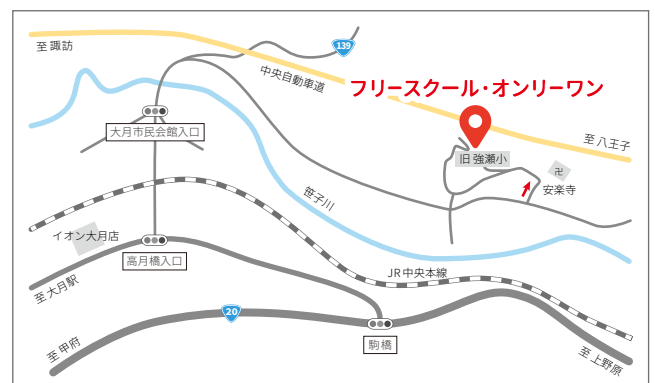 至 諏訪
139
中央自動車道
フリースクール・オンリーワン
大月市民会館入口
至 八王子
旧 強瀬小
卍
安楽寺
笹子川
イオン大月店
高月橋入口
JR中央本線
至 大月駅
20
駒橋
至 甲府
至 上野原